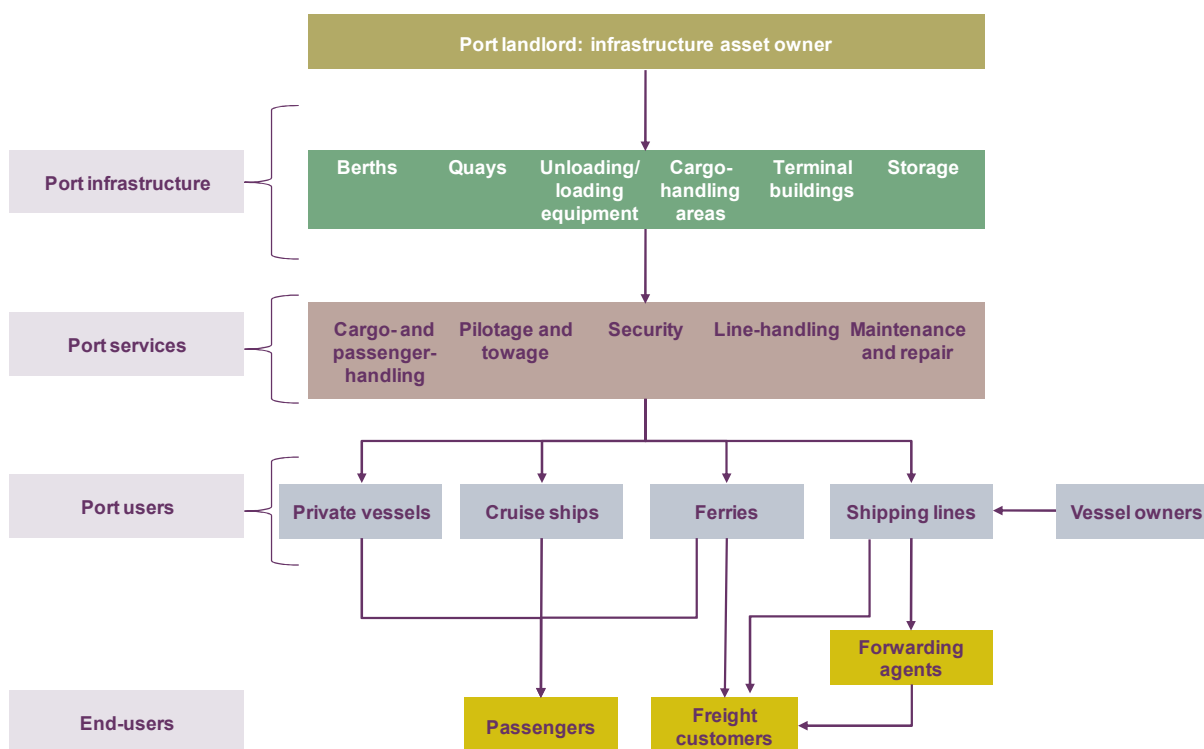 Port landlord: infrastructure asset owner
Port infrastructure
Berths
Quays
Unloading/
loading
equipment
Cargo-
handling
areas
Terminal
buildings
Storage
Port services
Cargo- and
passenger-
handling
Pilotage and
towage
Security
Line-handling
Maintenance
and repair
Port users
Private vessels
Cruise ships
Ferries
Shipping lines
Vessel owners
Forwarding
agents
End-users
Passengers
Freight
customers